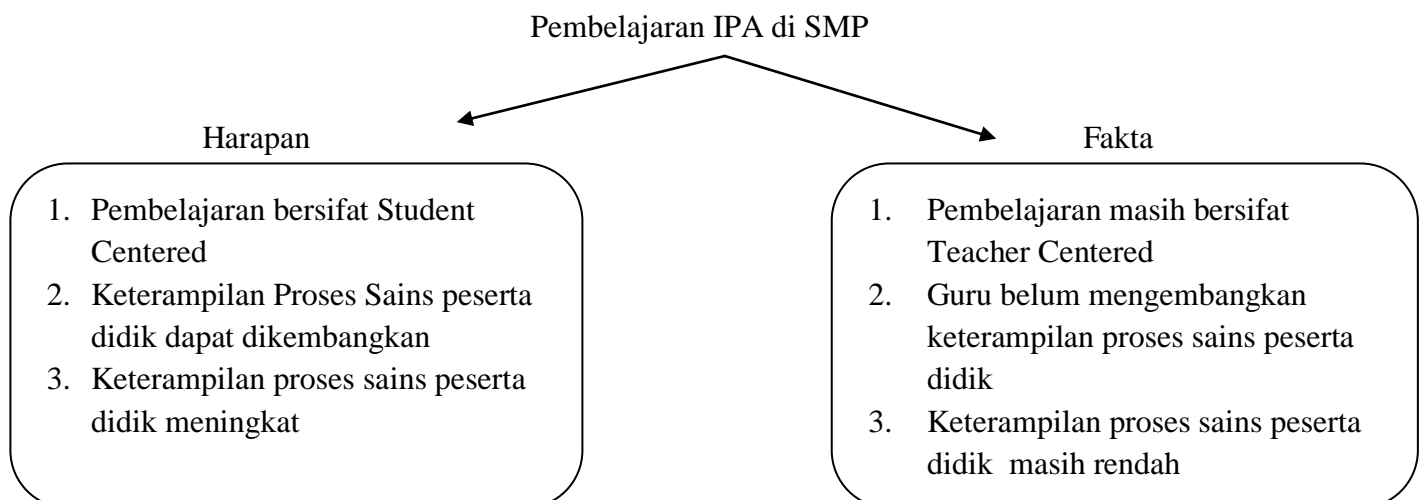 Pembelajaran IPA di SMP
Harapan
1. Pembelajaran bersifat Student
Centered
2. Keterampilan Proses Sains peserta
didik dapat dikembangkan
3. Keterampilan proses sains peserta
didik meningkat
Fakta
1. Pembelajaran masih bersifat
Teacher Centered
2. Guru belum mengembangkan
keterampilan proses sains peserta
didik
3. Keterampilan proses sains peserta
didik masih rendah